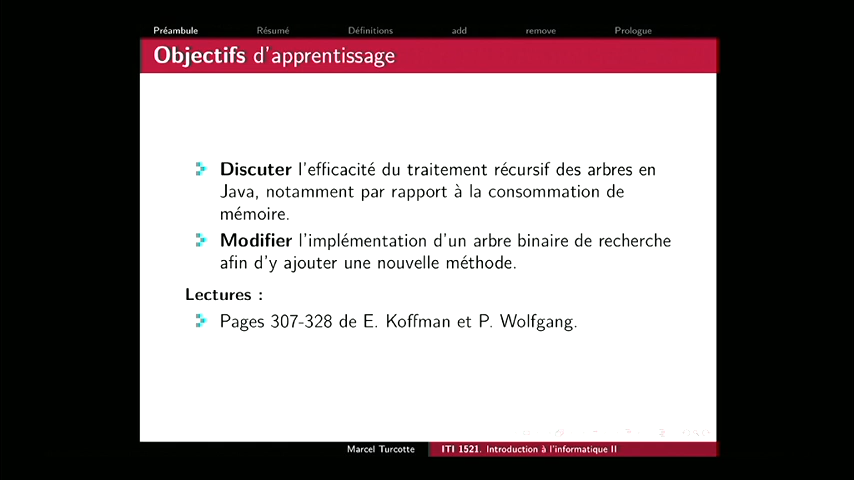 Préambule Résumé Définitions add remove Prologue
Objectifs d'apprentissage
Discuter l'efficacité du traitement récursif des arbres en
Java, notamment par rapport à la consommation de
mémoire.
Modifier l'implémentation d'un arbre binaire de recherche
afin d'y ajouter une nouvelle méthode.
Lectures :
Pages 307-328 de E. Koffman et P. Wolfgang.
Marcel Turcotte ITI 1521. Introduction à l'informatique II